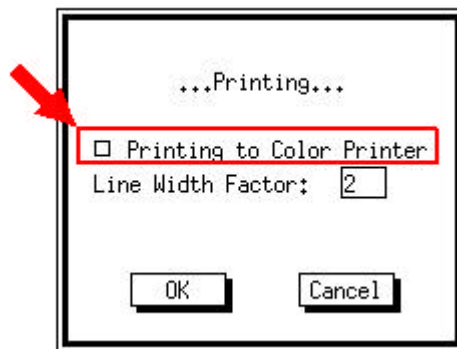 ...Printing...
Printing to Color Printer
Line Width Factor: 2
OK Cancel